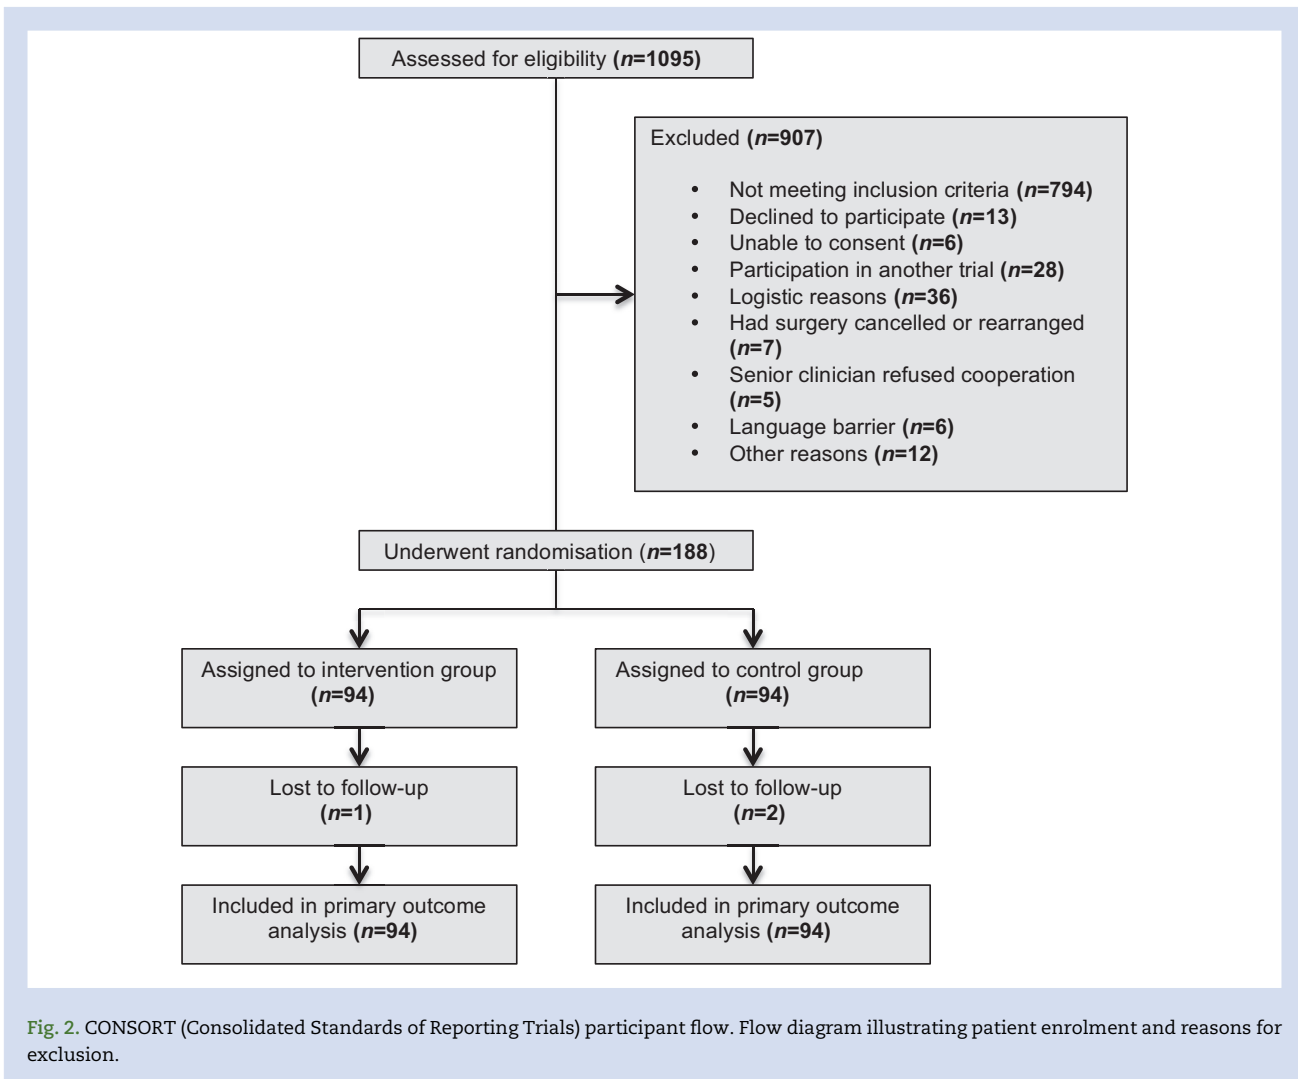 Assessed for eligibility (n=1095)
Excluded (n=907)
• Not meeting inclusion criteria (n=794)
• Declined to participate (n=13)
• Unable to consent (n=6)
• Participation in another trial (n=28)
• Logistic reasons (n=36)
• Had surgery cancelled or rearranged
(n=7)
• Senior clinician refused cooperation
(n=5)
• Language barrier (n=6)
• Other reasons (n=12)
Underwent randomisation (n=188)
Assigned to intervention group
(n=94)
Assigned to control group
(n=94)
Lost to follow-up
(n=1)
Lost to follow-up
(n=2)
Included in primary outcome
analysis (n=94)
Included in primary outcome
analysis (n=94)
Fig. 2. CONSORT (Consolidated Standards of Reporting Trials) participant flow. Flow diagram illustrating patient enrolment and reasons for
exclusion.